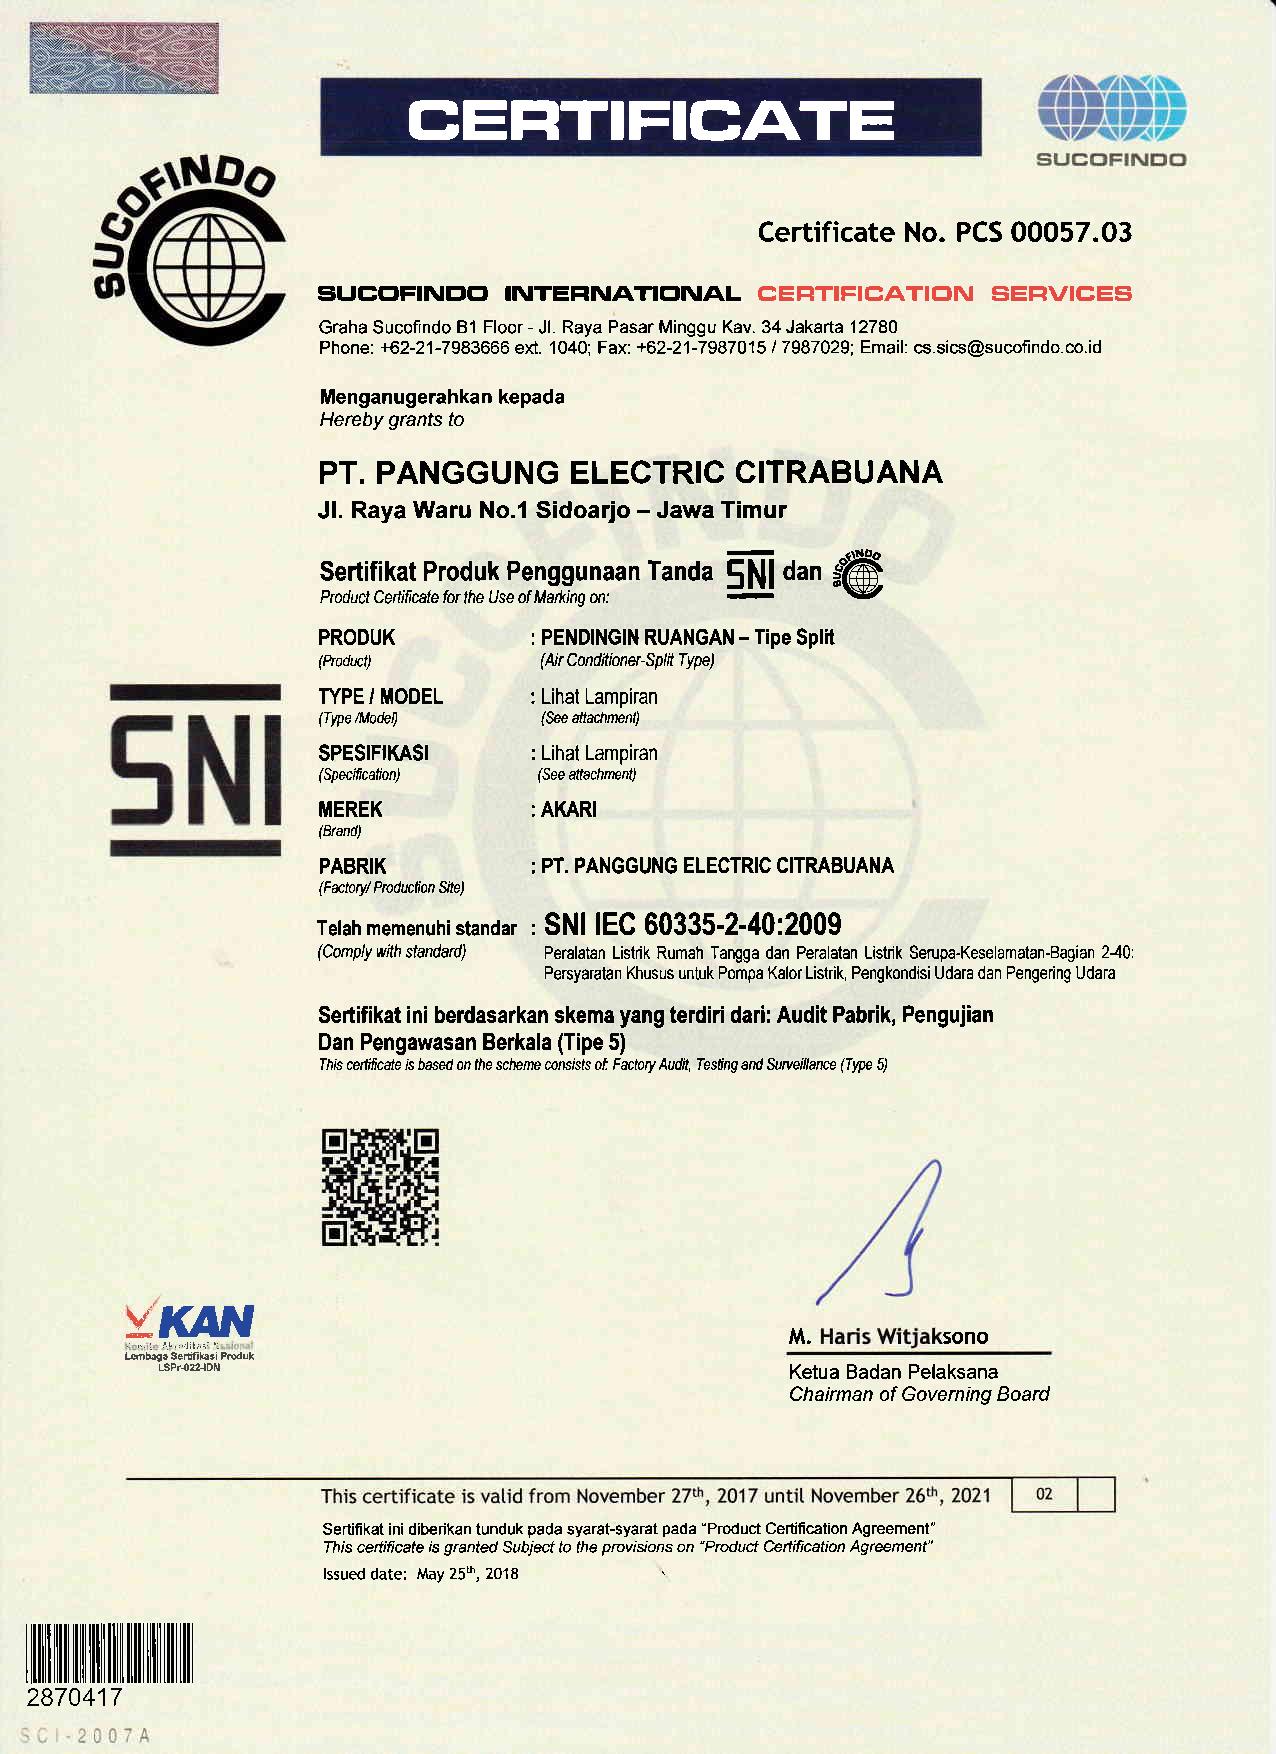 CERTIFICATE
SUCOFINDO
SUCOFINDO
Certificate No. PCS 00057.03
SUCOFINDO INTERNATIONAL CERTIFICATION SERVICES
Graha Sucofindo B1 Floor - Jl. Raya Pasar Minggu Kav. 34 Jakarta 12780
Phone: +62-21-7983666 ext. 1040; Fax: +62-21-7987015 / 7987029; Email: cs.sics@sucofindo.co.id
Menganugerahkan kepada
Hereby grants to
PT. PANGGUNG ELECTRIC CITRABUANA
Jl. Raya Waru No.1 Sidoarjo – Jawa Timur
Sertifikat Produk Penggunaan Tanda SNI dan SUCOFINDO
Product Certificate for the Use of Marking on:
PRODUK : PENDINGIN RUANGAN – Tipe Split
(Product) (Air Conditioner-Split Type)
TYPE / MODEL : Lihat Lampiran
(Type /Model) (See attachment)
SPESIFIKASI : Lihat Lampiran
(Specification) (See attachment)
SNI
MEREK : AKARI
(Brand)
PABRIK : PT. PANGGUNG ELECTRIC CITRABUANA
(Factory/ Production Site)
Telah memenuhi standar : SNI IEC 60335-2-40:2009
(Comply with standard) Peralatan Listrik Rumah Tangga dan Peralatan Listrik Serupa-Keselamatan-Bagian 2-40:
Persyaratan Khusus untuk Pompa Kalor Listrik, Pengkondisi Udara dan Pengering Udara
Sertifikat ini berdasarkan skema yang terdiri dari: Audit Pabrik, Pengujian
Dan Pengawasan Berkala (Tipe 5)
This certificate is based on the scheme consists of: Factory Audit, Testing and Surveillance (Type 5)
KAN
Komite Akreditasi Nasional
Lembaga Sertifikasi Produk
LSPr-022-IDN
M. Haris Witjaksono
Ketua Badan Pelaksana
Chairman of Governing Board
This certificate is valid from November 27th, 2017 until November 26th, 2021 02
Sertifikat ini diberikan tunduk pada syarat-syarat pada "Product Certification Agreement"
This certificate is granted Subject to the provisions on "Product Certification Agreement"
Issued date: May 25th, 2018
2870417
SCI-2007A